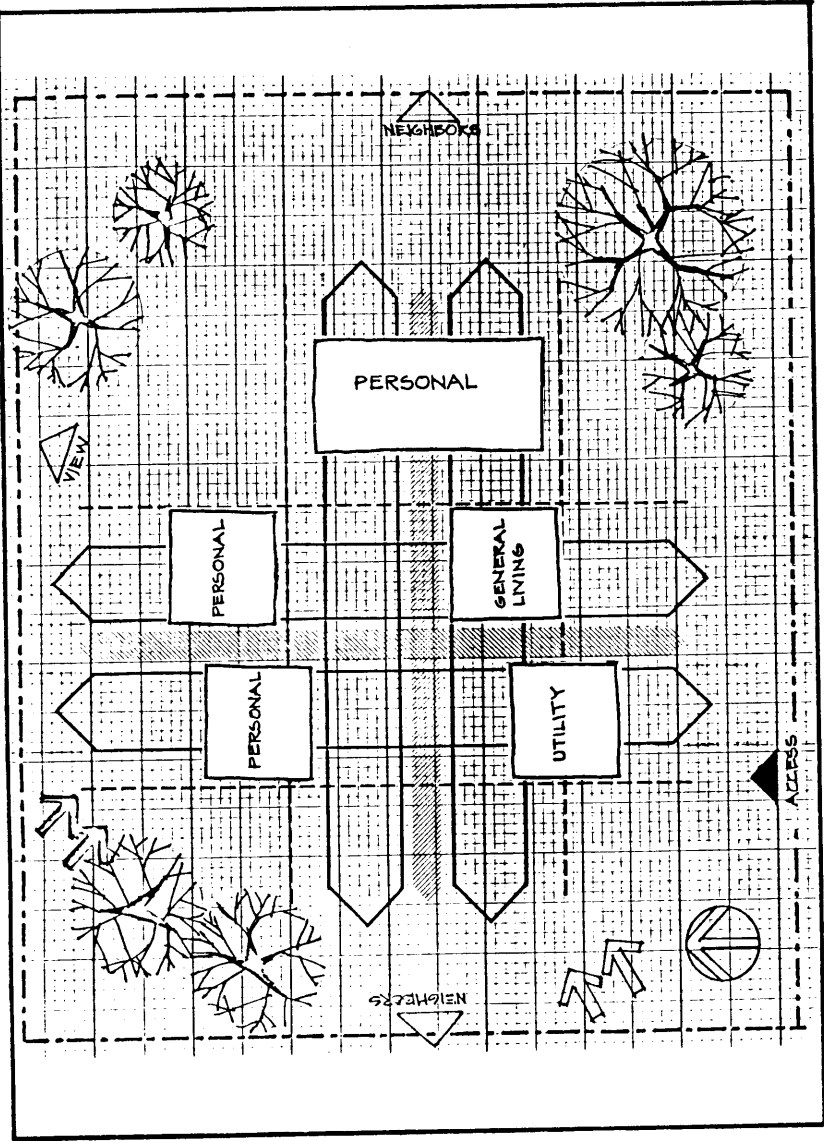 NEIGHBORS
VIEW
PERSONAL
PERSONAL
GENERAL
LIVING
PERSONAL
UTILITY
ACCESS
NEIGHBORS